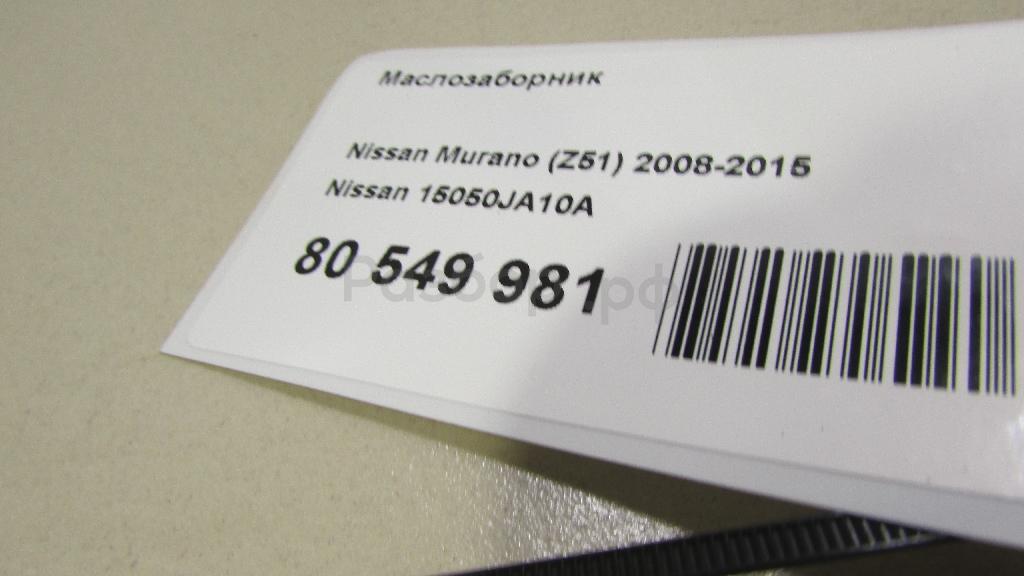 Маслозаборник
Nissan Murano (Z51) 2008-2015
Nissan 15050JA10A
80 549 981